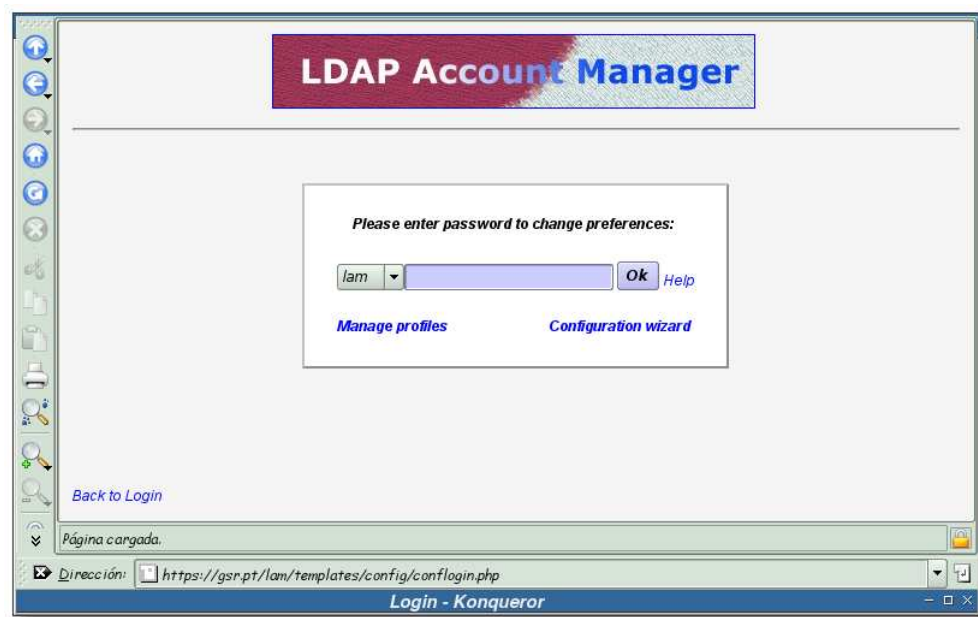 LDAP Account Manager
Please enter password to change preferences:
lam Ok Help
Manage profiles Configuration wizard
Back to Login
Página cargada.
Dirección: https://gsr.pt/lam/templates/config/conflogin.php
Login - Konqueror